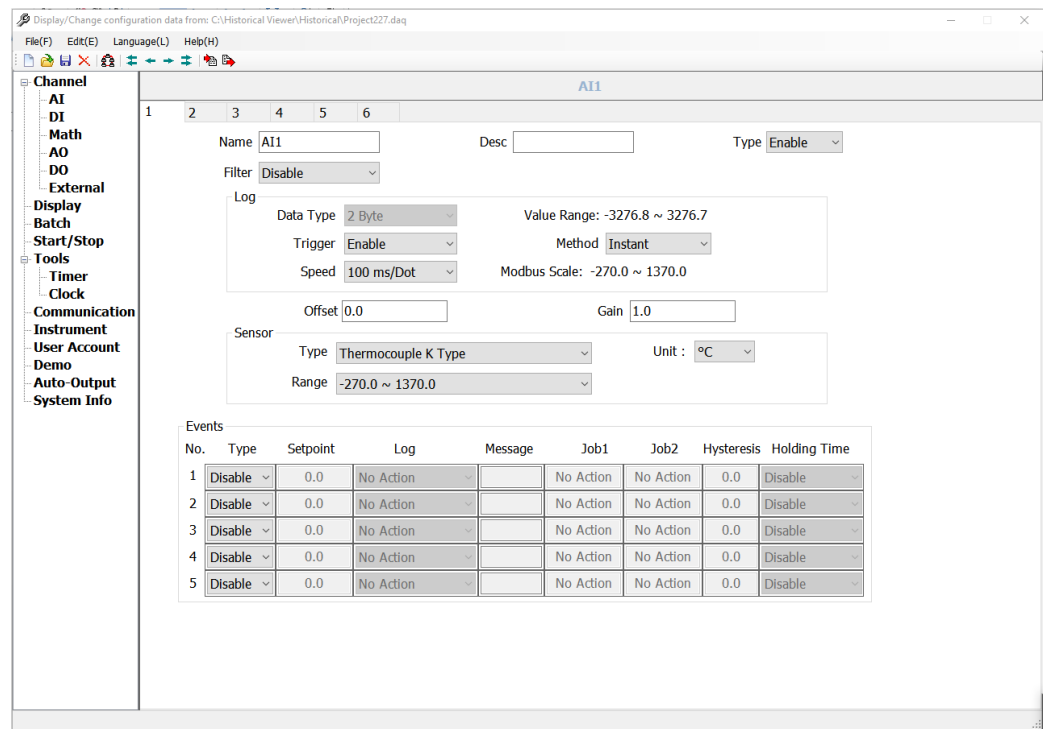 Display/Change configuration data from: C:\Historical Viewer\Historical\Project227.daq
File(F) Edit(E) Language(L) Help(H)
Channel
AI
DI
Math
AO
DO
External
Display
Batch
Start/Stop
Tools
Timer
Clock
Communication
Instrument
User Account
Demo
Auto-Output
System Info
AI1
1 2 3 4 5 6
Name AI1 Desc Type Enable
Filter Disable
Log
Data Type 2 Byte Value Range: -3276.8 ~ 3276.7
Trigger Enable Method Instant
Speed 100 ms/Dot Modbus Scale: -270.0 ~ 1370.0
Offset 0.0 Gain 1.0
Sensor
Type Thermocouple K Type Unit : °C
Range -270.0 ~ 1370.0
Events
No. Type Setpoint Log Message Job1 Job2 Hysteresis Holding Time
1 Disable 0.0 No Action No Action No Action 0.0 Disable
2 Disable 0.0 No Action No Action No Action 0.0 Disable
3 Disable 0.0 No Action No Action No Action 0.0 Disable
4 Disable 0.0 No Action No Action No Action 0.0 Disable
5 Disable 0.0 No Action No Action No Action 0.0 Disable